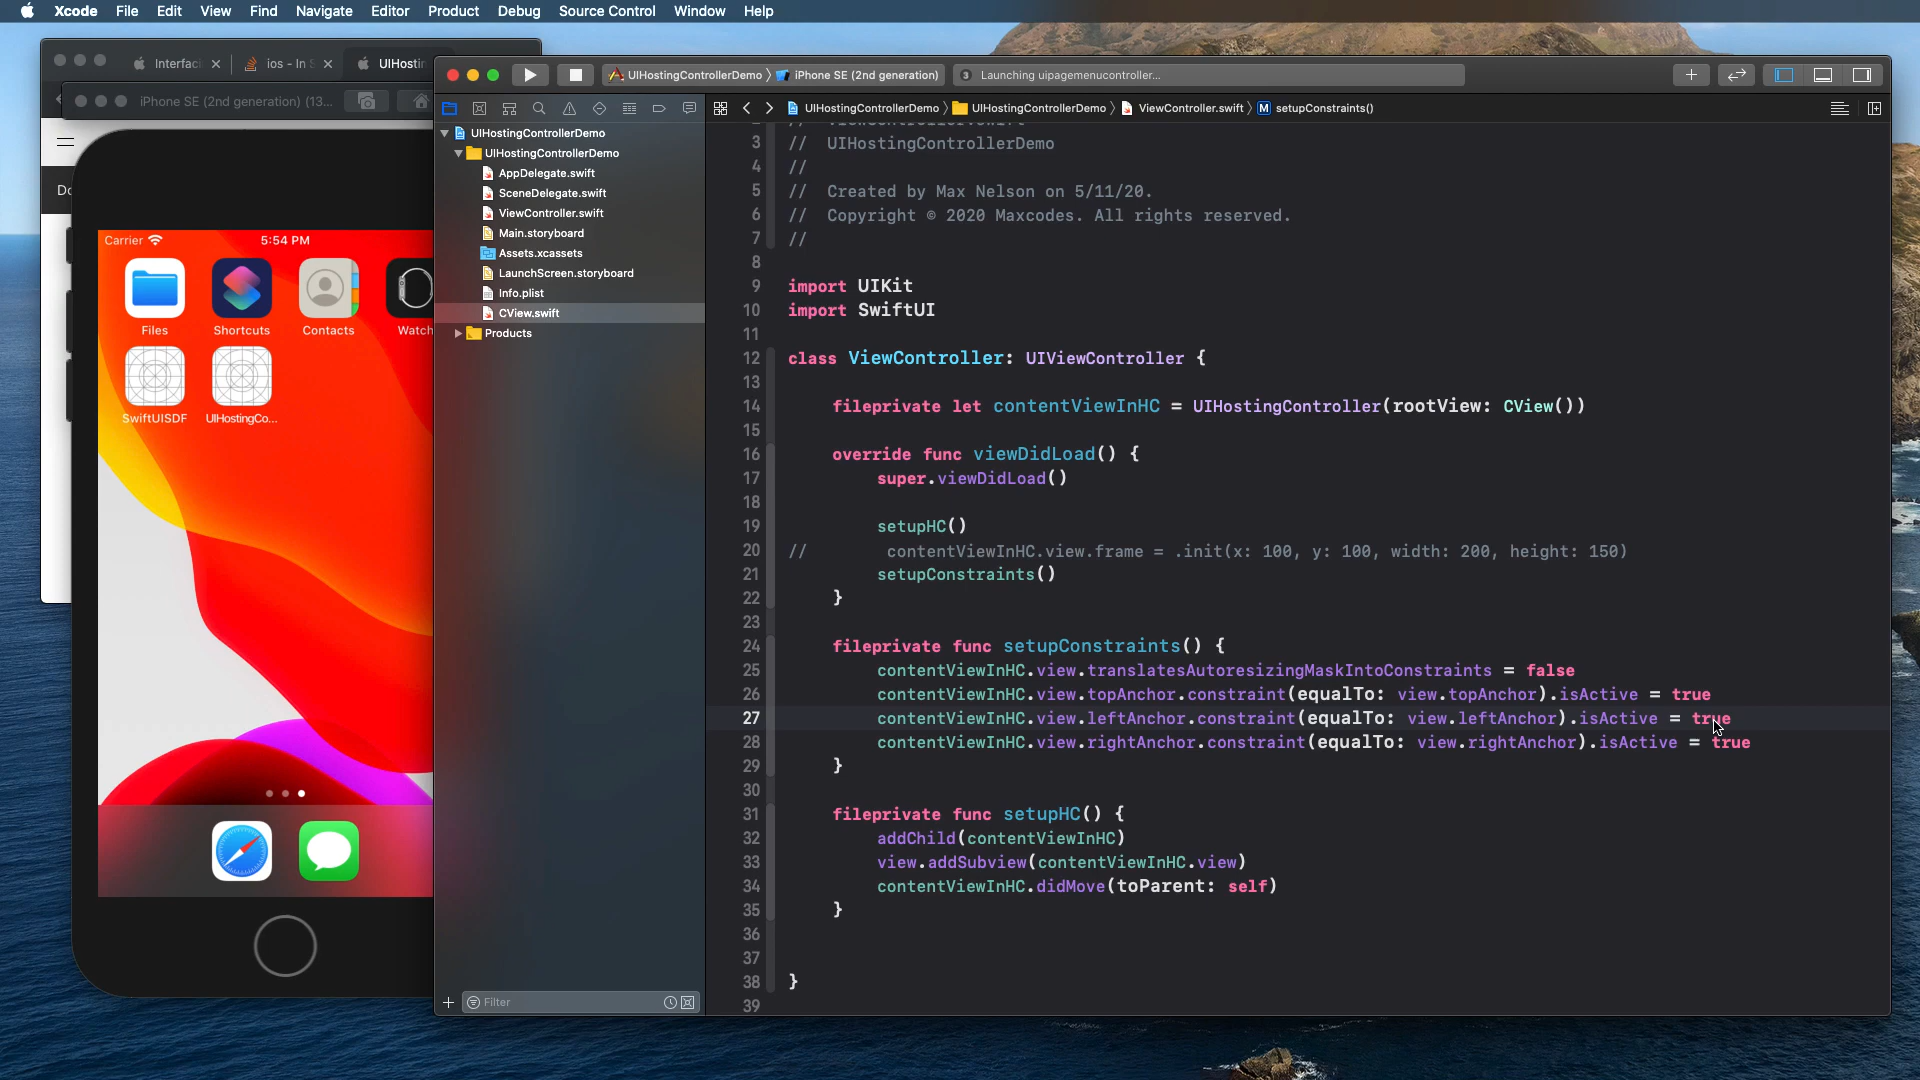 Xcode File Edit View Find Navigate Editor Product Debug Source Control Window Help
Interfac
ios - In S
UIHostin
iPhone SE (2nd generation) (13...
Do
Carrier
5:54 PM
Files
Shortcuts
Contacts
Watch
SwiftUISDF
UIHostingCo...
UIHostingControllerDemo
iPhone SE (2nd generation)
3 Launching uipagemenucontroller...
UIHostingControllerDemo
UIHostingControllerDemo
AppDelegate.swift
SceneDelegate.swift
ViewController.swift
Main.storyboard
Assets.xcassets
LaunchScreen.storyboard
Info.plist
CView.swift
Products
Filter
UIHostingControllerDemo
UIHostingControllerDemo
ViewController.swift
M setupConstraints()
3 // UIHostingControllerDemo
4 //
5 // Created by Max Nelson on 5/11/20.
6 // Copyright © 2020 Maxcodes. All rights reserved.
7 //
8
9 import UIKit
10 import SwiftUI
11
12 class ViewController: UIViewController {
13
14 fileprivate let contentViewInHC = UIHostingController(rootView: CView())
15
16 override func viewDidLoad() {
17 super.viewDidLoad()
18
19 setupHC()
20 // contentViewInHC.view.frame = .init(x: 100, y: 100, width: 200, height: 150)
21 setupConstraints()
22 }
23
24 fileprivate func setupConstraints() {
25 contentViewInHC.view.translatesAutoresizingMaskIntoConstraints = false
26 contentViewInHC.view.topAnchor.constraint(equalTo: view.topAnchor).isActive = true
27 contentViewInHC.view.leftAnchor.constraint(equalTo: view.leftAnchor).isActive = true
28 contentViewInHC.view.rightAnchor.constraint(equalTo: view.rightAnchor).isActive = true
29 }
30
31 fileprivate func setupHC() {
32 addChild(contentViewInHC)
33 view.addSubview(contentViewInHC.view)
34 contentViewInHC.didMove(toParent: self)
35 }
36
37
38 }
39